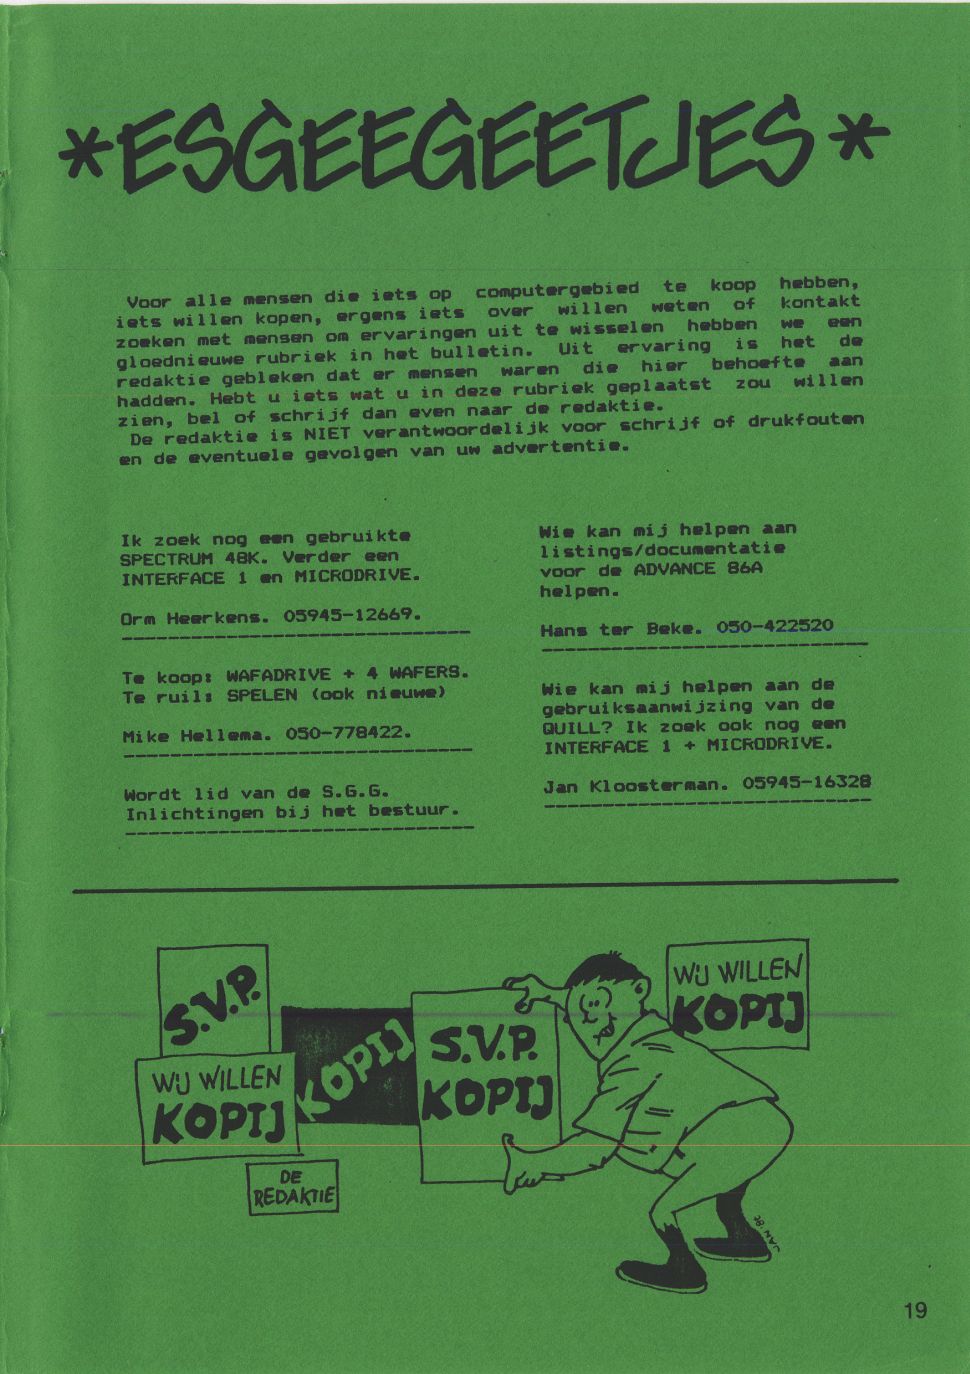 *ESGEEGEETJES*
Voor alle mensen die iets op computergebied te koop hebben,
iets willen kopen, ergens iets over willen weten of kontakt
zoeken met mensen om ervaringen uit te wisselen hebben we een
gloednieuwe rubriek in het bulletin. Uit ervaring is het de
redaktie gebleken dat er mensen waren die hier behoefte aan
hadden. Hebt u iets wat u in deze rubriek geplaatst zou willen
zien, bel of schrijf dan even naar de redaktie.
De redaktie is NIET verantwoordelijk voor schrijf of drukfouten
en de eventuele gevolgen van uw advertentie.
Ik zoek nog een gebruikte
SPECTRUM 48K. Verder een
INTERFACE 1 en MICRODRIVE.
Orm Heerkens. 05945-12669.
Te koop: WAFADRIVE + 4 WAFERS.
Te ruil: SPELEN (ook nieuwe)
Mike Hellema. 050-778422.
Wordt lid van de S.G.G.
Inlichtingen bij het bestuur.
Wie kan mij helpen aan
listings/documentatie
voor de ADVANCE 86A
helpen.
Hans ter Beke. 050-422520
Wie kan mij helpen aan de
gebruiksaanwijzing van de
QUILL? Ik zoek ook nog een
INTERFACE 1 + MICRODRIVE.
Jan Kloosterman. 05945-16328
S.V.P.
WIJ WILLEN
KOPIJ
KOPIJ
S.V.P.
KOPIJ
WIJ WILLEN
KOPIJ
DE
REDAKTIE
19